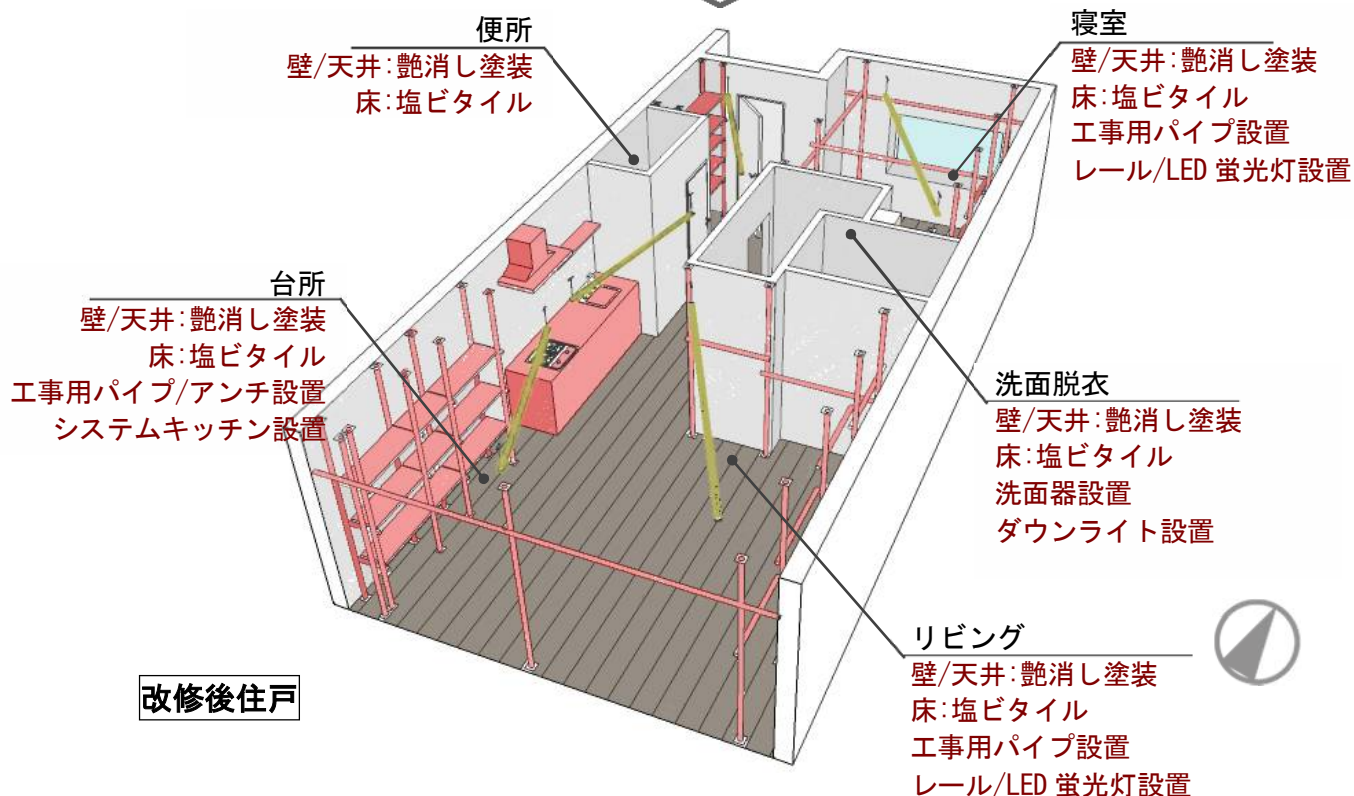 便所
壁/天井:艶消し塗装
床:塩ビタイル
寝室
壁/天井:艶消し塗装
床:塩ビタイル
工事用パイプ設置
レール/LED 蛍光灯設置
台所
壁/天井:艶消し塗装
床:塩ビタイル
工事用パイプ/アンチ設置
システムキッチン設置
洗面脱衣
壁/天井:艶消し塗装
床:塩ビタイル
洗面器設置
ダウンライト設置
リビング
壁/天井:艶消し塗装
床:塩ビタイル
工事用パイプ設置
レール/LED 蛍光灯設置
改修後住戸